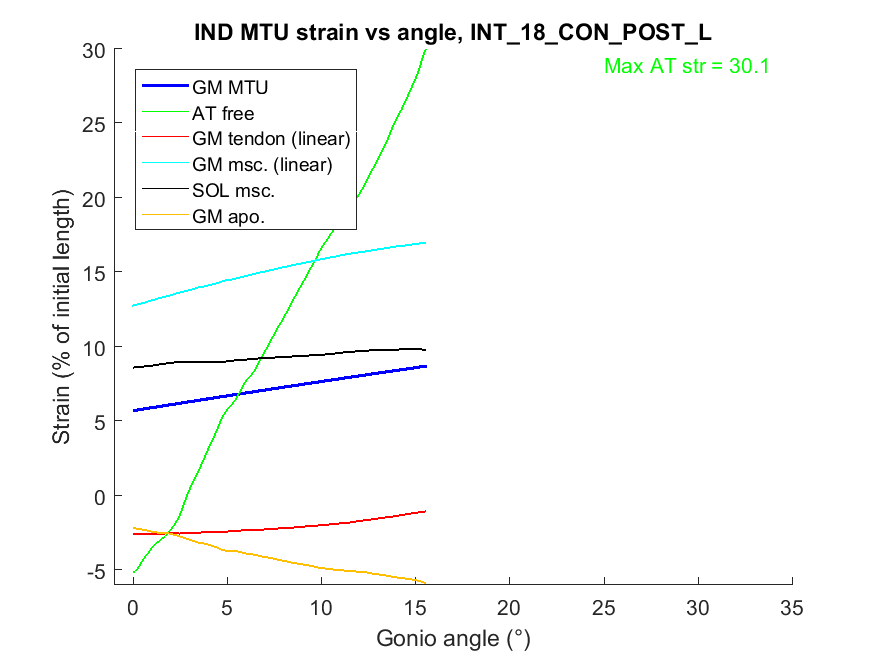 IND MTU strain vs angle, INT_18_CON_POST_L
Max AT str = 30.1
GM MTU
AT free
GM tendon (linear)
GM msc. (linear)
SOL msc.
GM apo.
Strain (% of initial length)
30
25
20
15
10
5
0
-5
0 5 10 15 20 25 30 35
Gonio angle (°)